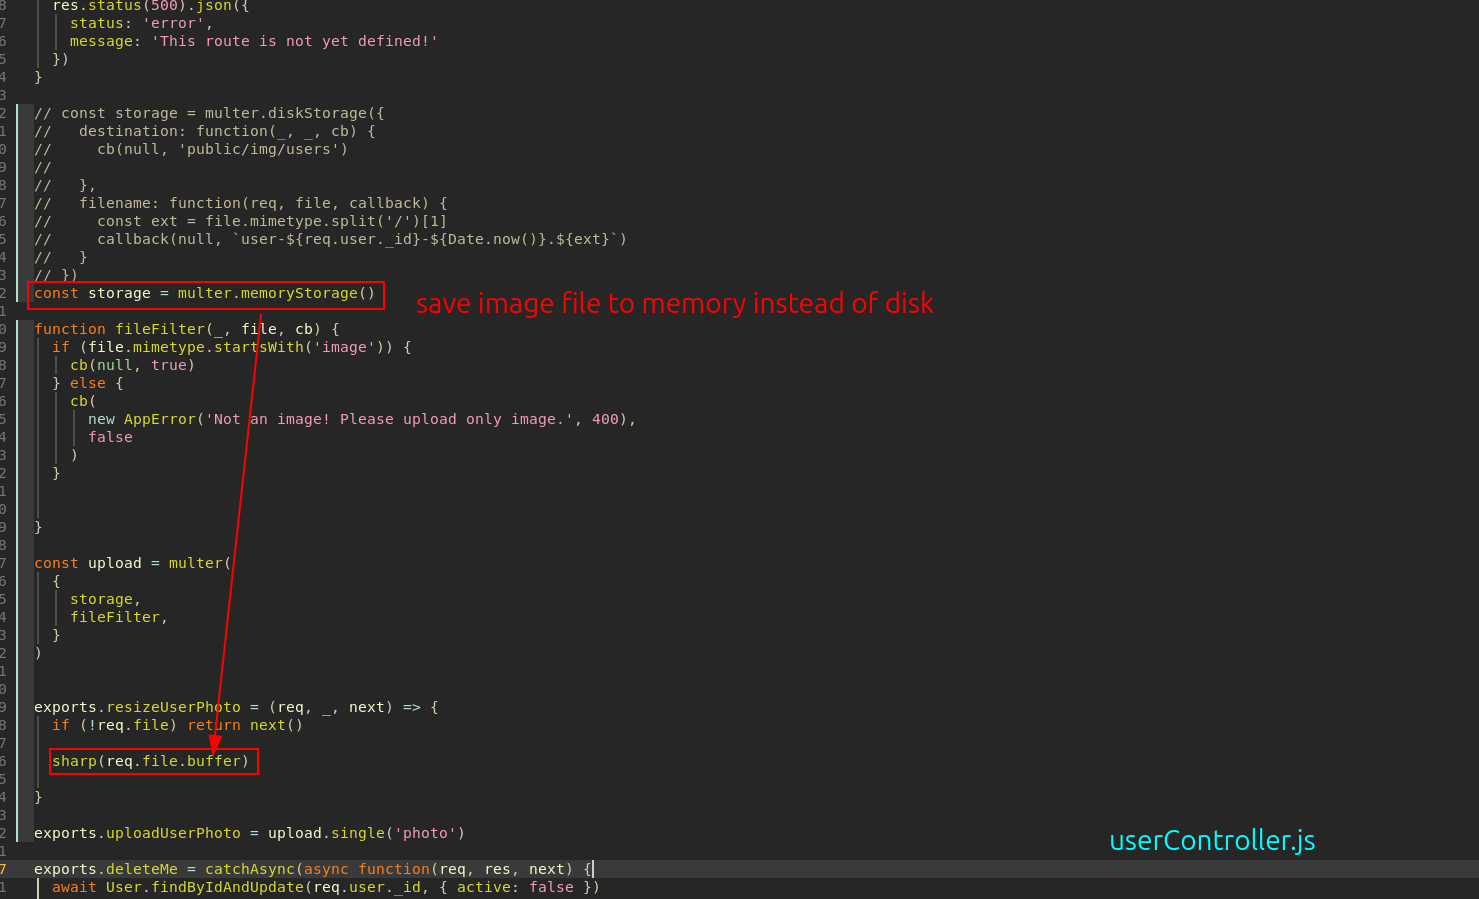 8 res.status(500).json({
7 status: 'error',
6 message: 'This route is not yet defined!'
5 })
4 }
3
2 // const storage = multer.diskStorage({
1 //   destination: function(_, _, cb) {
0 //     cb(null, 'public/img/users')
9 //
8 //   },
7 //   filename: function(req, file, callback) {
6 //     const ext = file.mimetype.split('/')[1]
5 //     callback(null, `user-${req.user._id}-${Date.now()}.${ext}`)
4 //   }
3 // })
2 const storage = multer.memoryStorage()
save image file to memory instead of disk
1
0 function fileFilter(_, file, cb) {
9 if (file.mimetype.startsWith('image')) {
8 cb(null, true)
7 } else {
6 cb(
5 new AppError('Not an image! Please upload only image.', 400),
4 false
3 )
2 }
1
0
9 }
8
7 const upload = multer(
6 {
5 storage,
4 fileFilter,
3 }
2 )
1
0
9 exports.resizeUserPhoto = (req, _, next) => {
8 if (!req.file) return next()
7
6 sharp(req.file.buffer)
5
4 }
3
2 exports.uploadUserPhoto = upload.single('photo')
userController.js
1
7 exports.deleteMe = catchAsync(async function(req, res, next) {
1 await User.findByIdAndUpdate(req.user._id, { active: false })